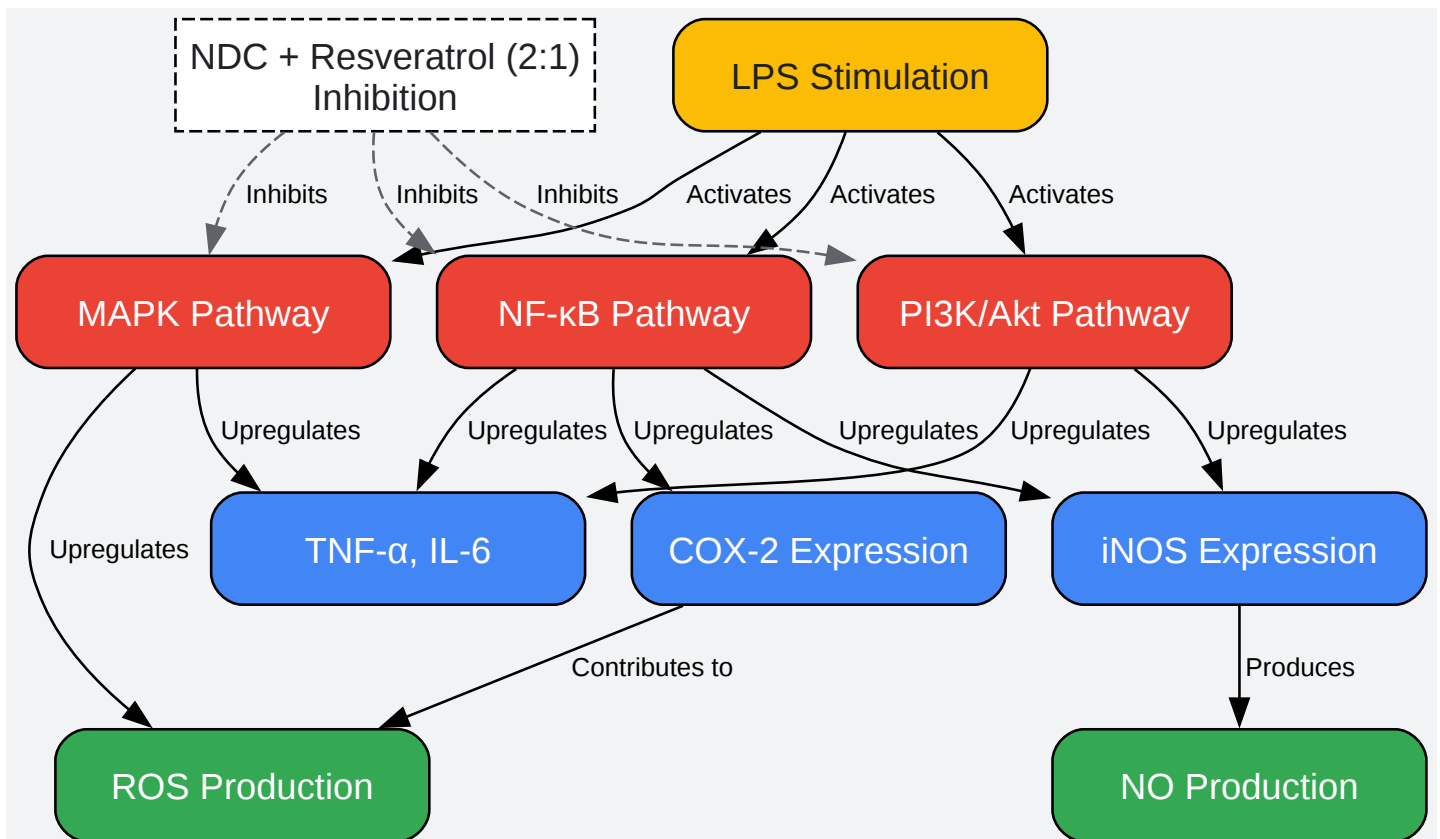 NDC + Resveratrol (2:1)
Inhibition
LPS Stimulation
Inhibits
Inhibits
Inhibits
Activates
Activates
Activates
MAPK Pathway
NF-κB Pathway
PI3K/Akt Pathway
Upregulates
Upregulates
Upregulates
Upregulates
Upregulates
Upregulates
Upregulates
TNF-α, IL-6
COX-2 Expression
iNOS Expression
Contributes to
Produces
ROS Production
NO Production